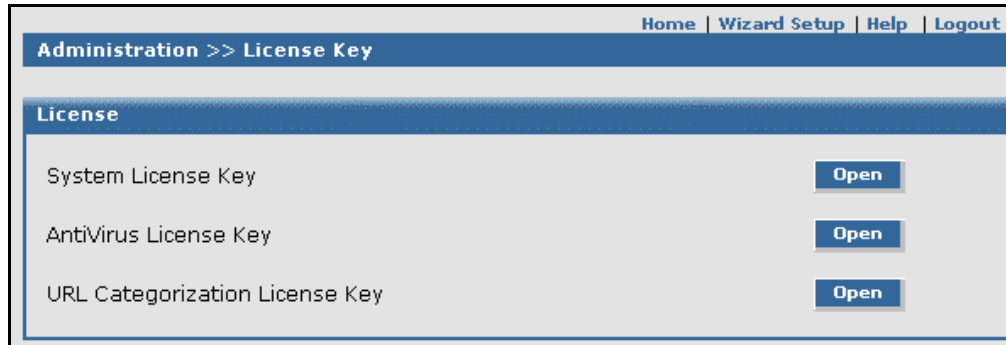 Home | Wizard Setup | Help | Logout
Administration >> License Key
License
System License Key Open
AntiVirus License Key Open
URL Categorization License Key Open